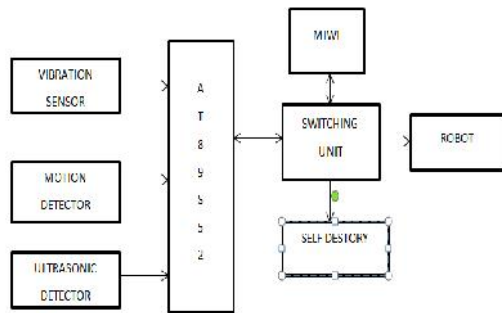 MIWI
VIBRATION
SENSOR
A
T
8
9
S
5
2
SWITCHING
UNIT
ROBOT
MOTION
DETECTOR
SELF DESTORY
ULTRASONIC
DETECTOR